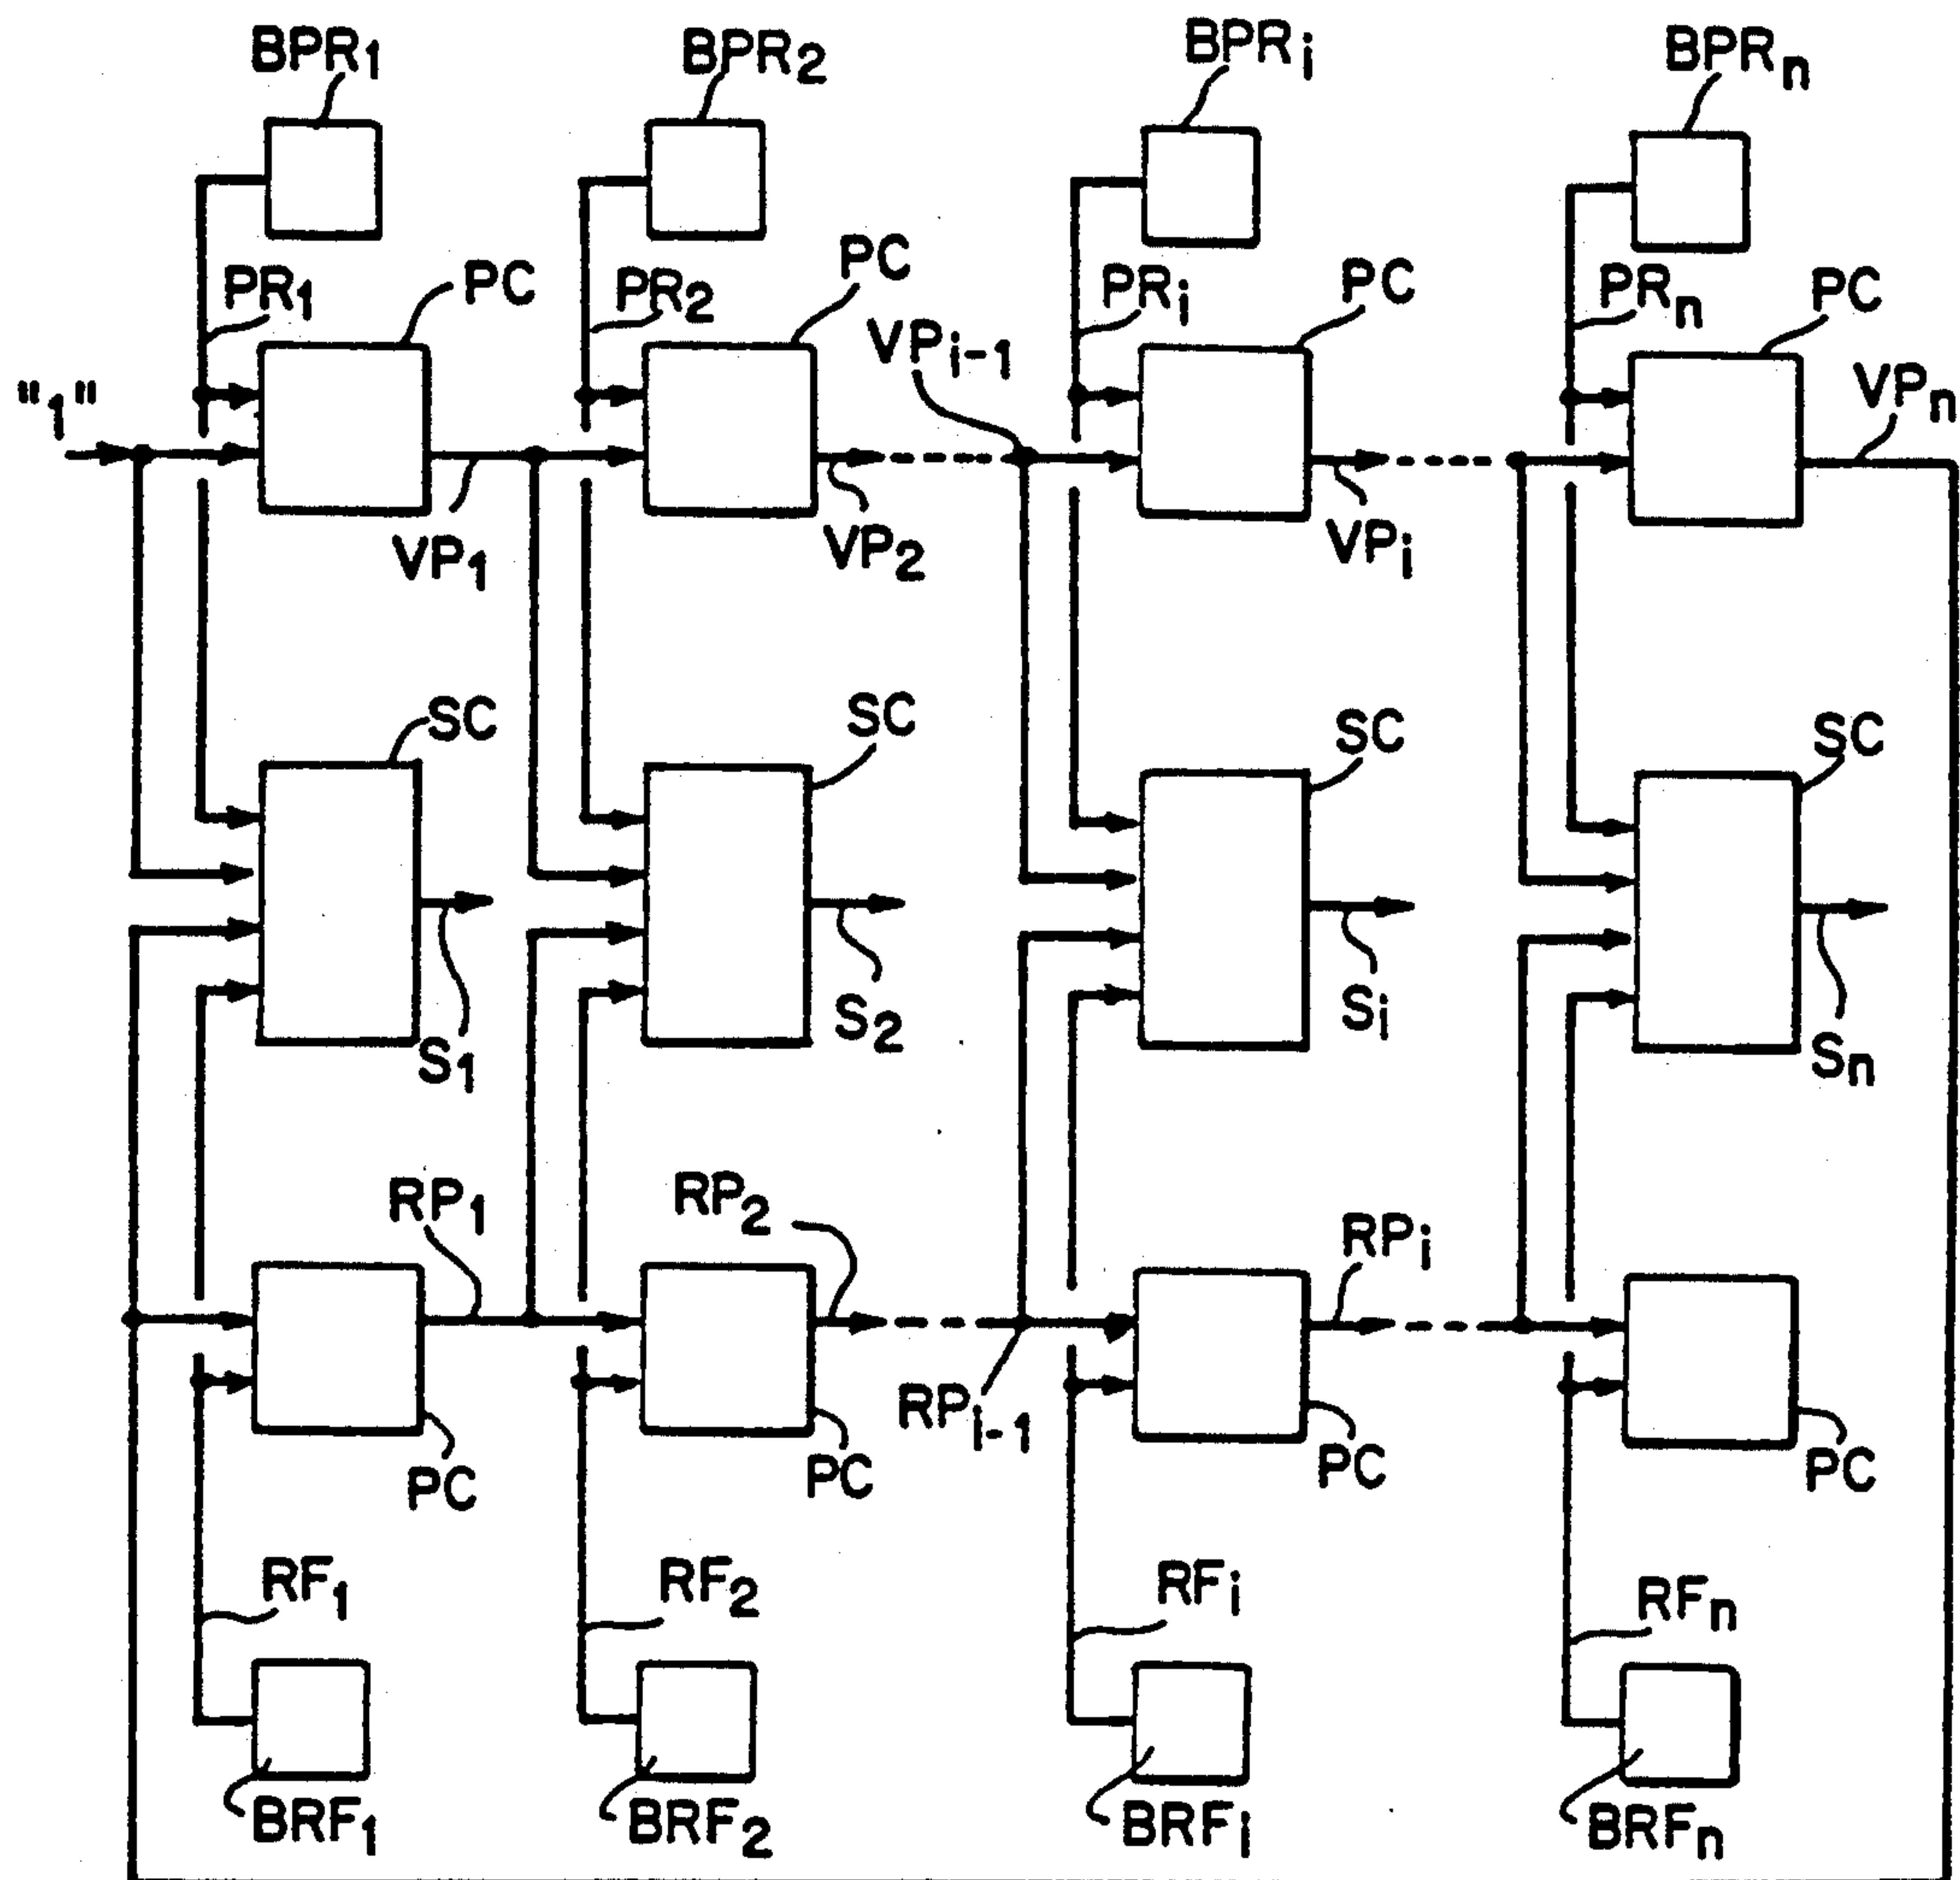 BPR1 BPR2 BPRi BPRn
PR1 PC PR2 PC PRi PC PRn PC
VPi-1
"1" VPn
VP1 VP2 VPi
SC SC SC SC
S1 S2 Si Sn
RP1 RP2 RPi
RPi-1
PC PC PC PC
RF1 RF2 RFi RFn
BRF1 BRF2 BRFi BRFn